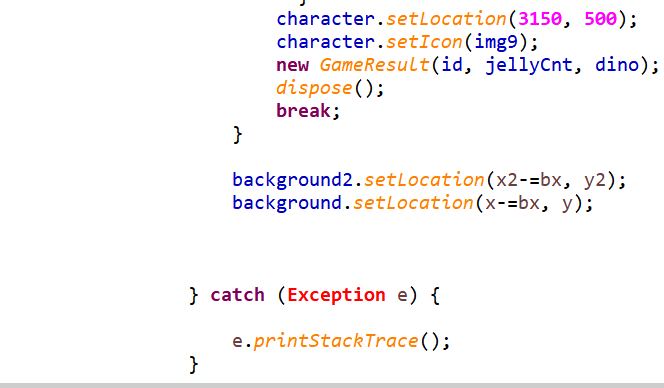 }
character.setLocation(3150, 500);
character.setIcon(img9);
new GameResult(id, jellyCnt, dino);
dispose();
break;
}
background2.setLocation(x2-=bx, y2);
background.setLocation(x-=bx, y);
} catch (Exception e) {
e.printStackTrace();
}